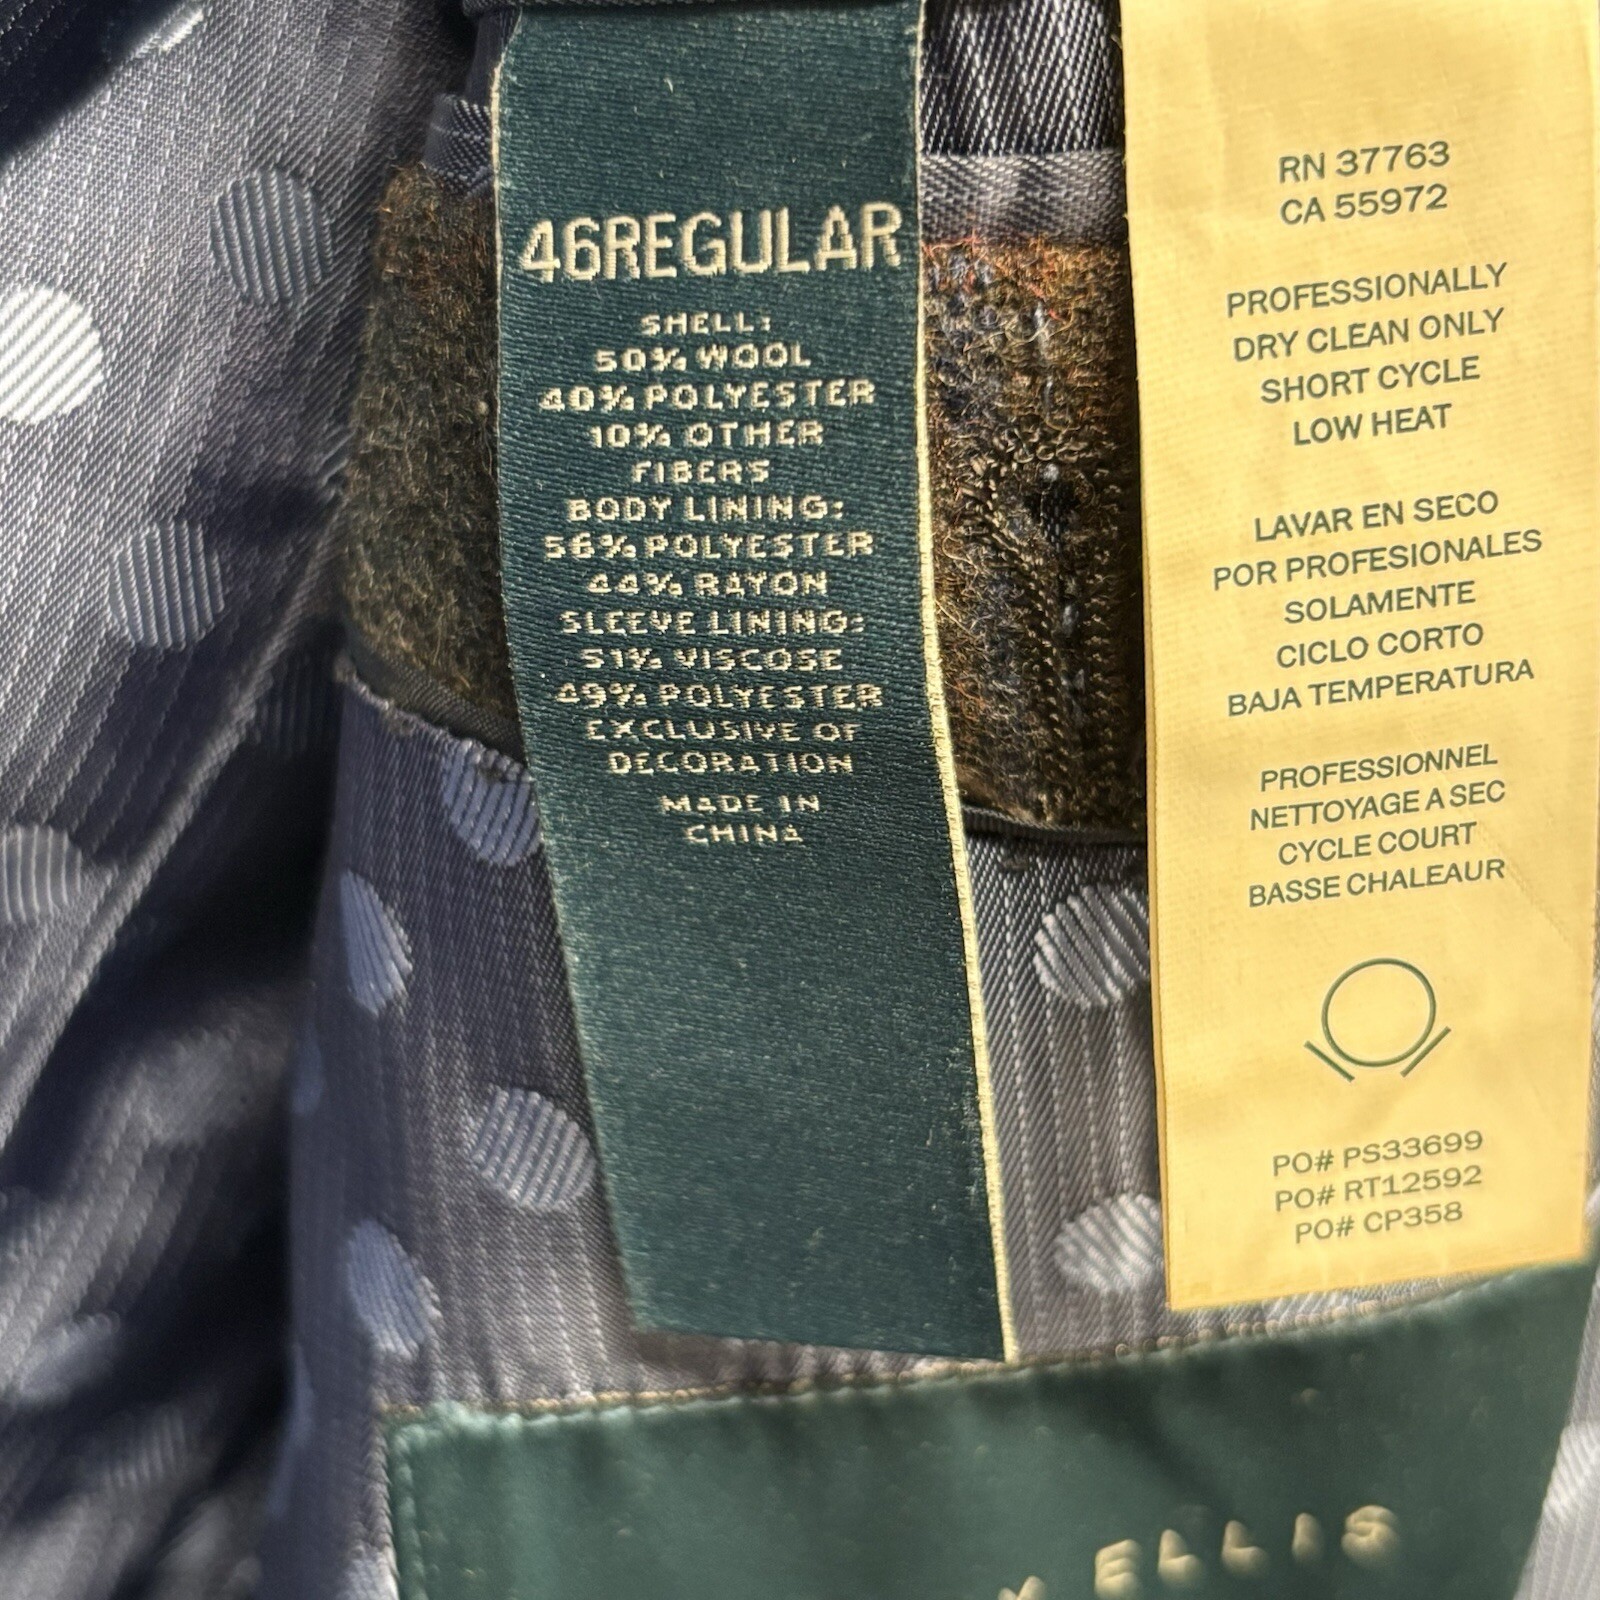 46REGULAR
SHELL:
50% WOOL
40% POLYESTER
10% OTHER
FIBERS
BODY LINING:
56% POLYESTER
44% RAYON
SLEEVE LINING:
51% VISCOSE
49% POLYESTER
EXCLUSIVE OF
DECORATION
MADE IN
CHINA
RN 37763
CA 55972
PROFESSIONALLY
DRY CLEAN ONLY
SHORT CYCLE
LOW HEAT
LAVAR EN SECO
POR PROFESIONALES
SOLAMENTE
CICLO CORTO
BAJA TEMPERATURA
PROFESSIONNEL
NETTOYAGE A SEC
CYCLE COURT
BASSE CHALEAUR
PO# PS33699
PO# RT12592
PO# CP358
ELLIS